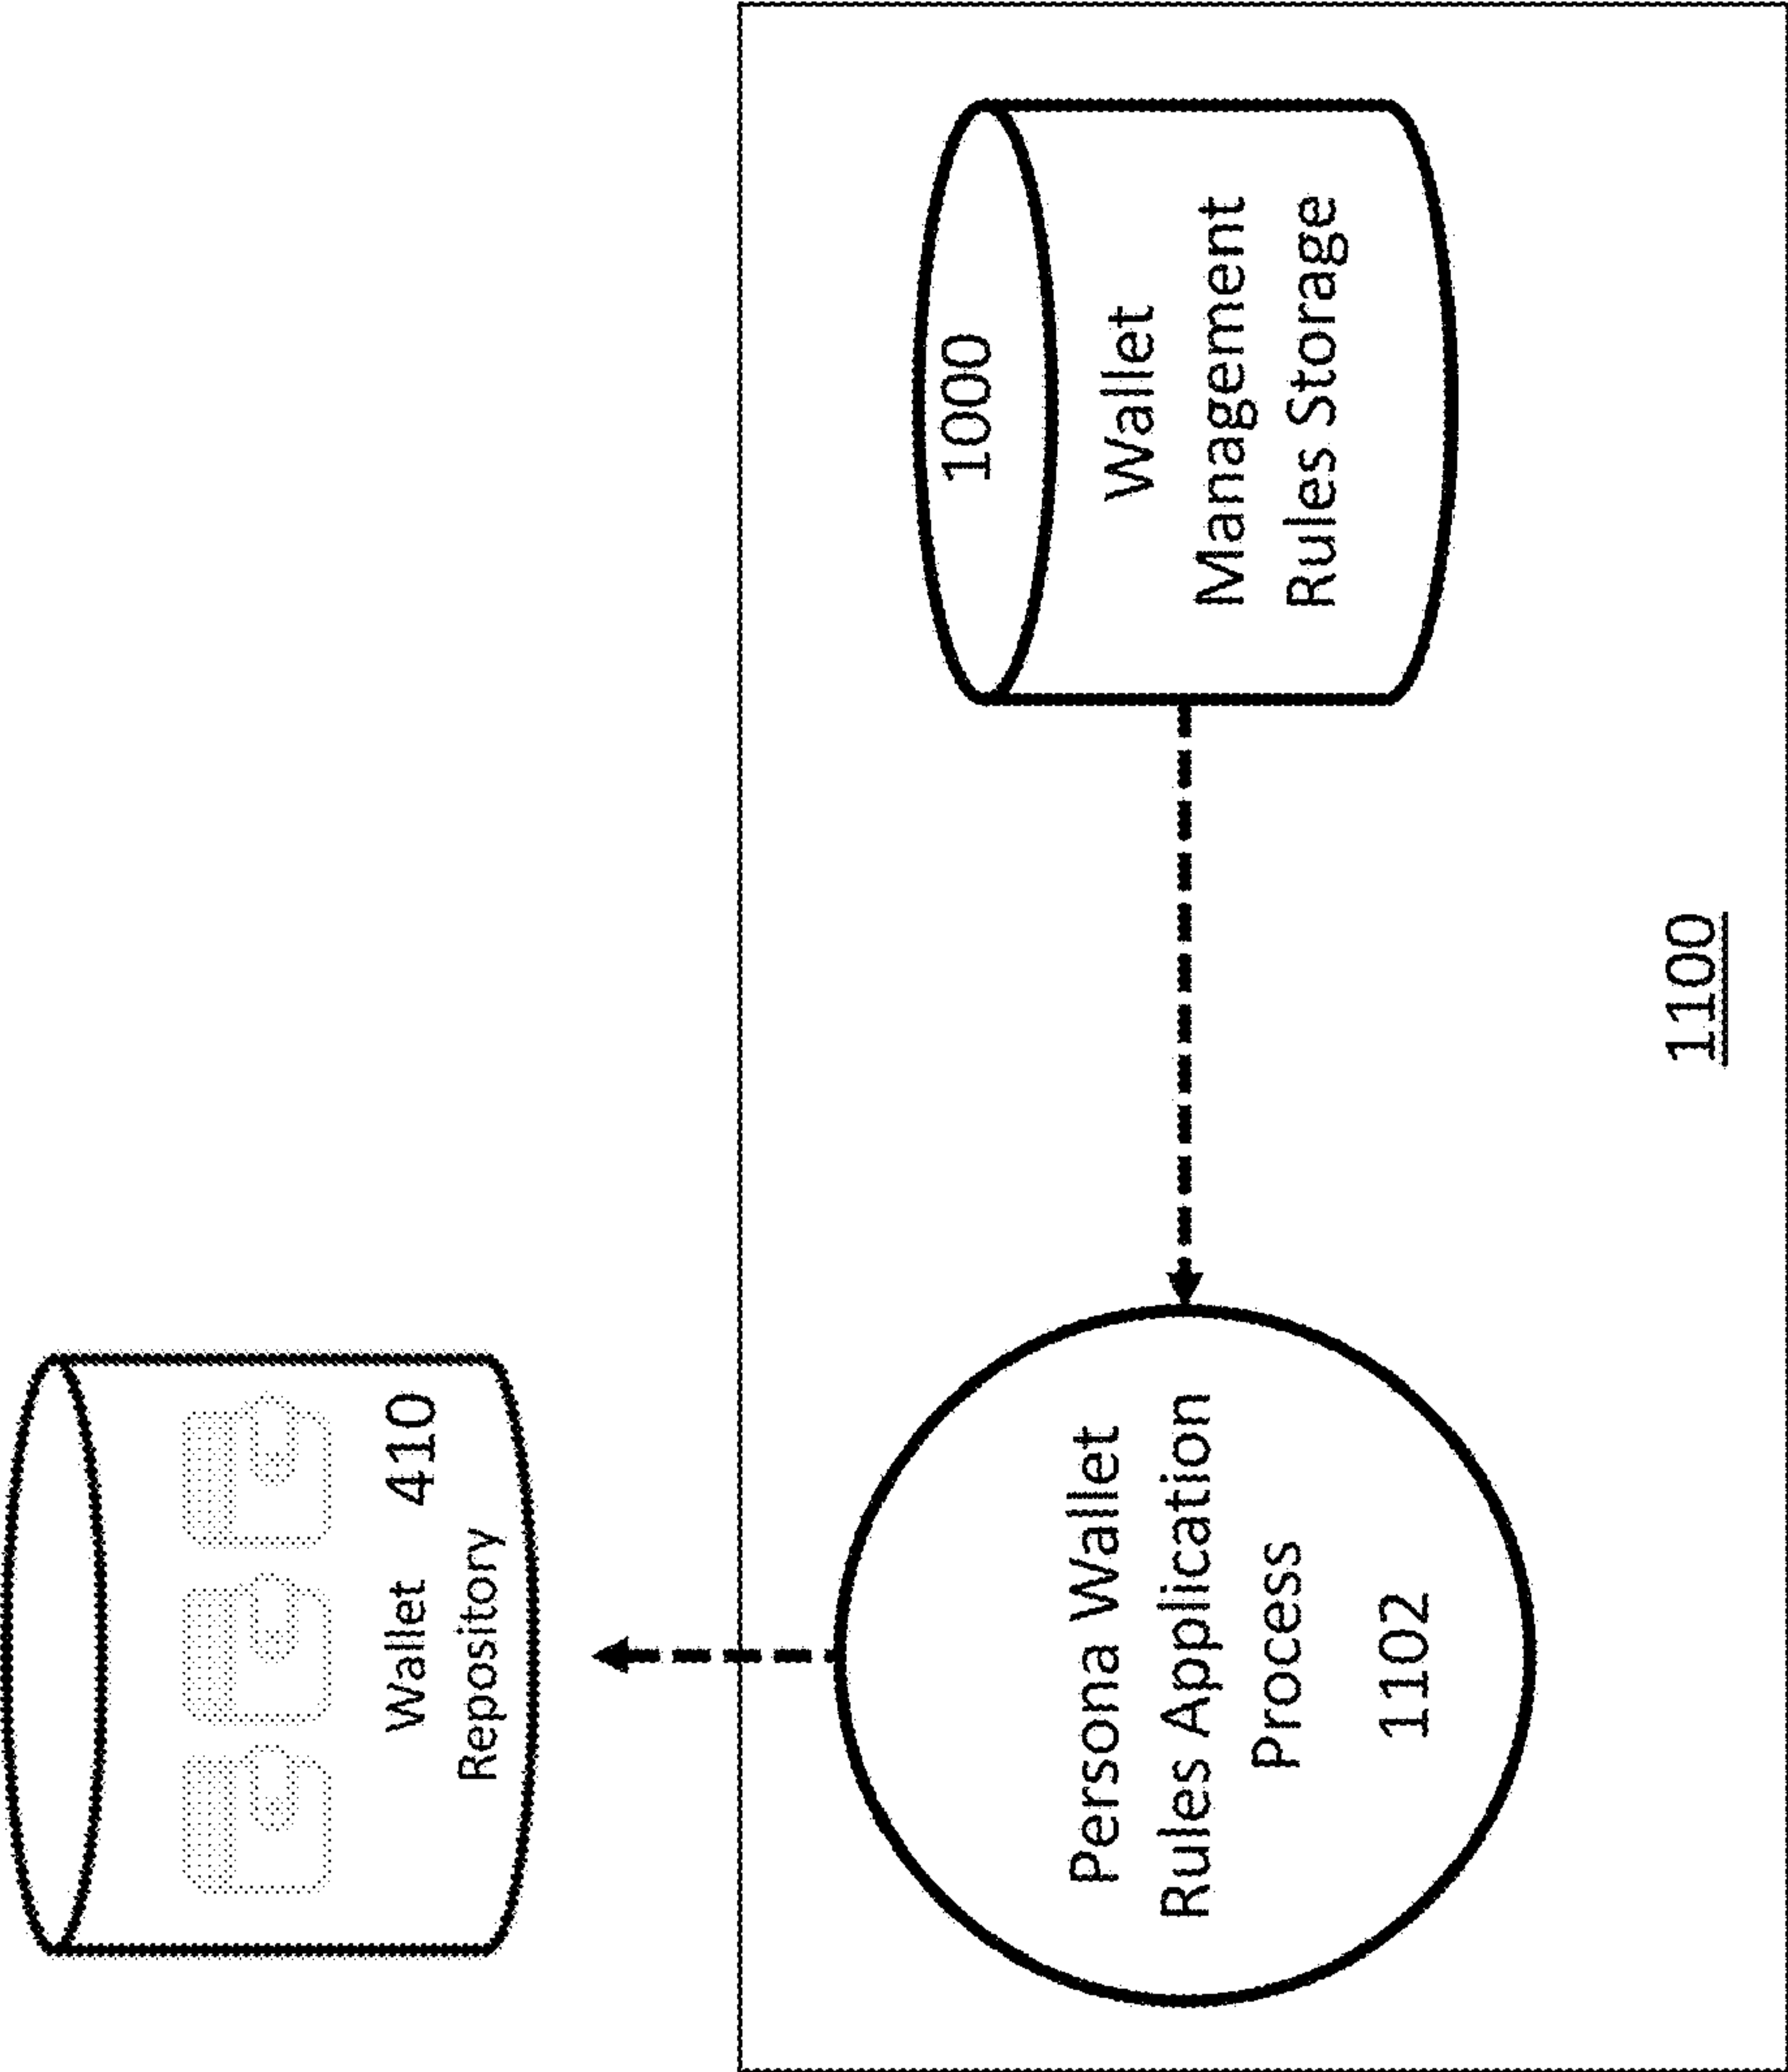 Wallet 410
Repository
Persona Wallet
Rules Application
Process
1102
1000
Wallet
Management
Rules Storage
1100